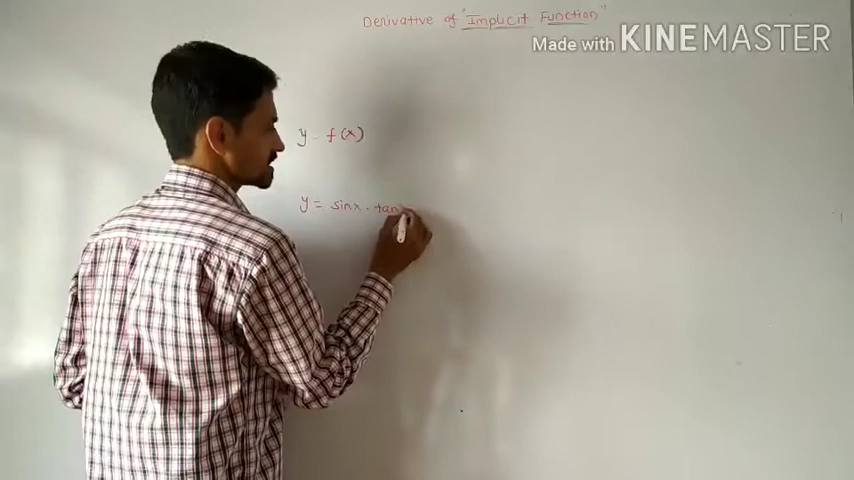 Derivative of "Implicit Function"
Made with KINEMASTER
y = f(x)
y = sinx . tan